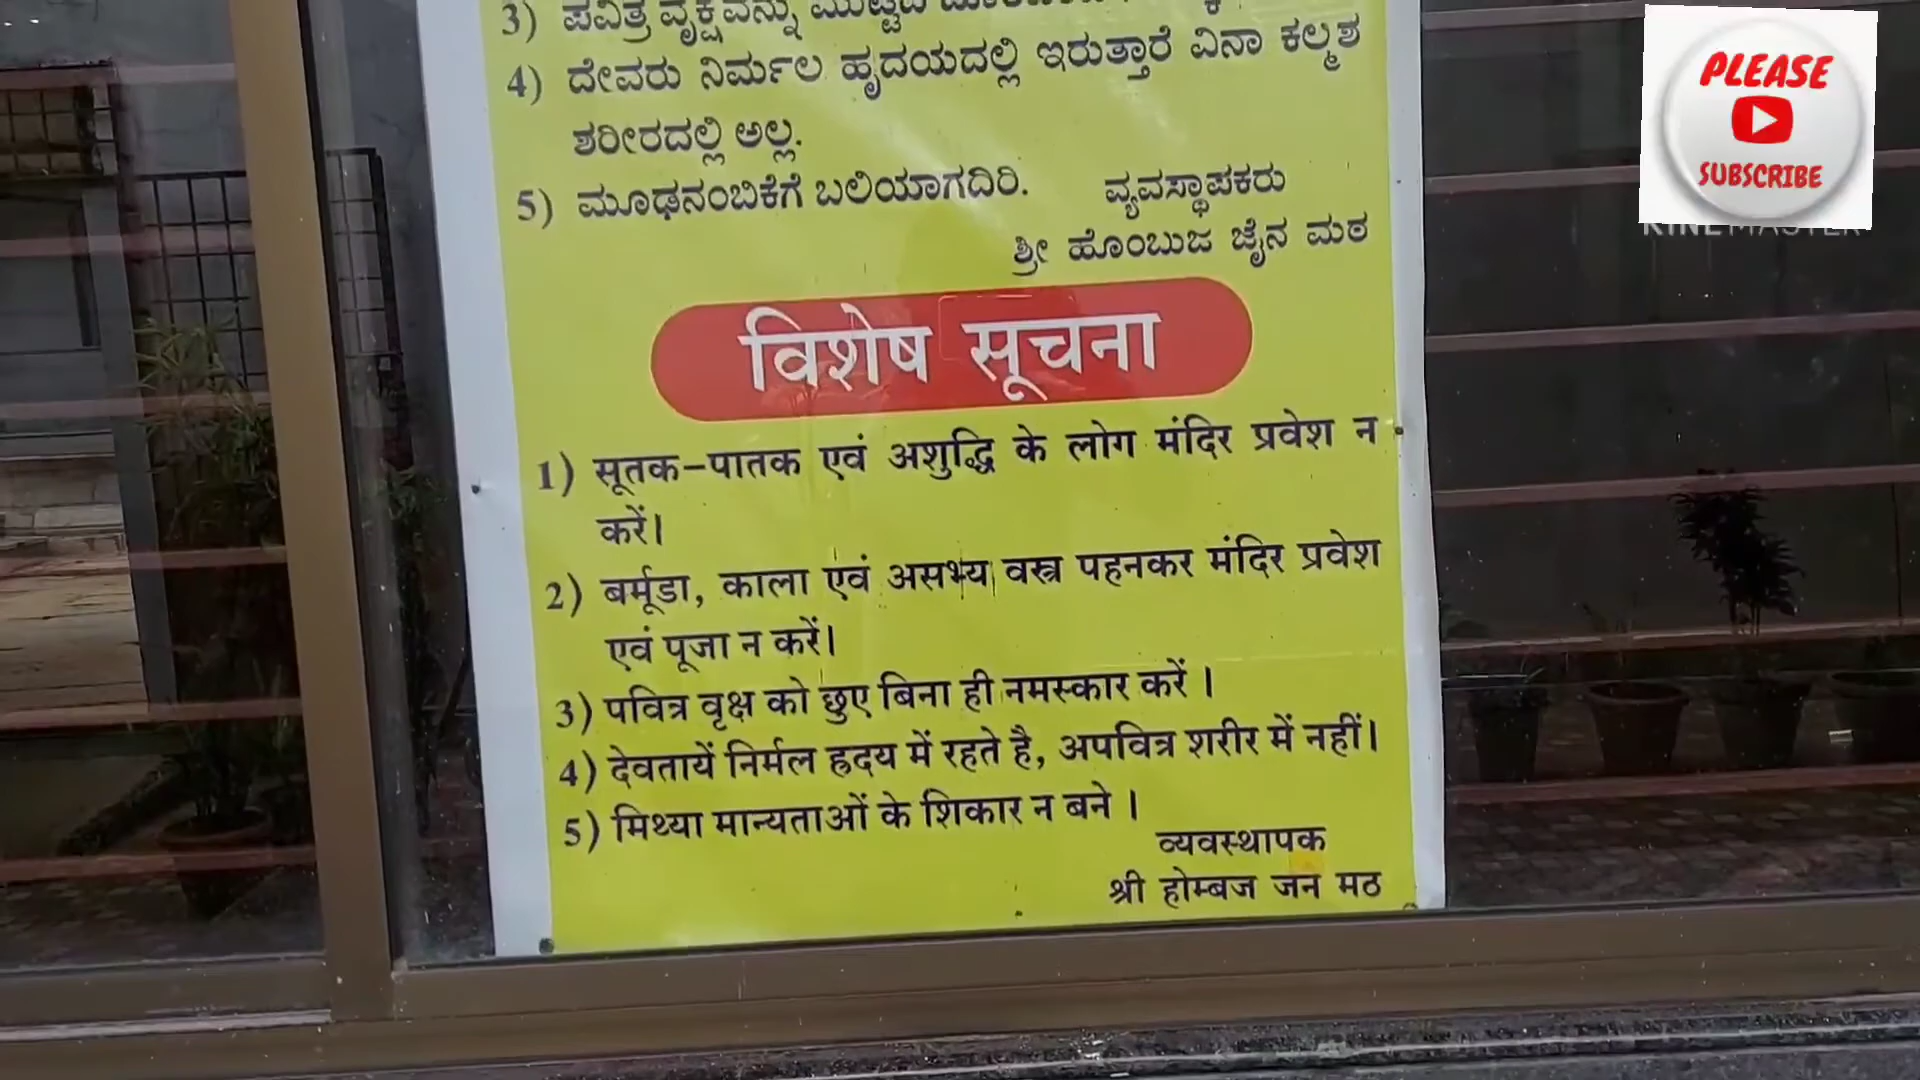 3) ಪವಿತ್ರ ವೃಕ್ಷವನ್ನು
4) ದೇವರು ನಿರ್ಮಲ ಹೃದಯದಲ್ಲಿ ಇರುತ್ತಾರೆ ವಿನಾ ಕಲ್ಮಶ
ಶರೀರದಲ್ಲಿ ಅಲ್ಲ.
5) ಮೂಢನಂಬಿಕೆಗೆ ಬಲಿಯಾಗದಿರಿ.
ವ್ಯವಸ್ಥಾಪಕರು
ಶ್ರೀ ಹೊಂಬುಜ ಜೈನ ಮಠ
विशेष सूचना
1) सूतक-पातक एवं अशुद्धि के लोग मंदिर प्रवेश न
करें।
2) बर्मूडा, काला एवं असभ्य वस्त्र पहनकर मंदिर प्रवेश
एवं पूजा न करें।
3) पवित्र वृक्ष को छुए बिना ही नमस्कार करें ।
4) देवतायें निर्मल ह्रदय में रहते है, अपवित्र शरीर में नहीं।
5) मिथ्या मान्यताओं के शिकार न बने ।
व्यवस्थापक
श्री होम्बज जन मठ
PLEASE
SUBSCRIBE
KINEMASTER